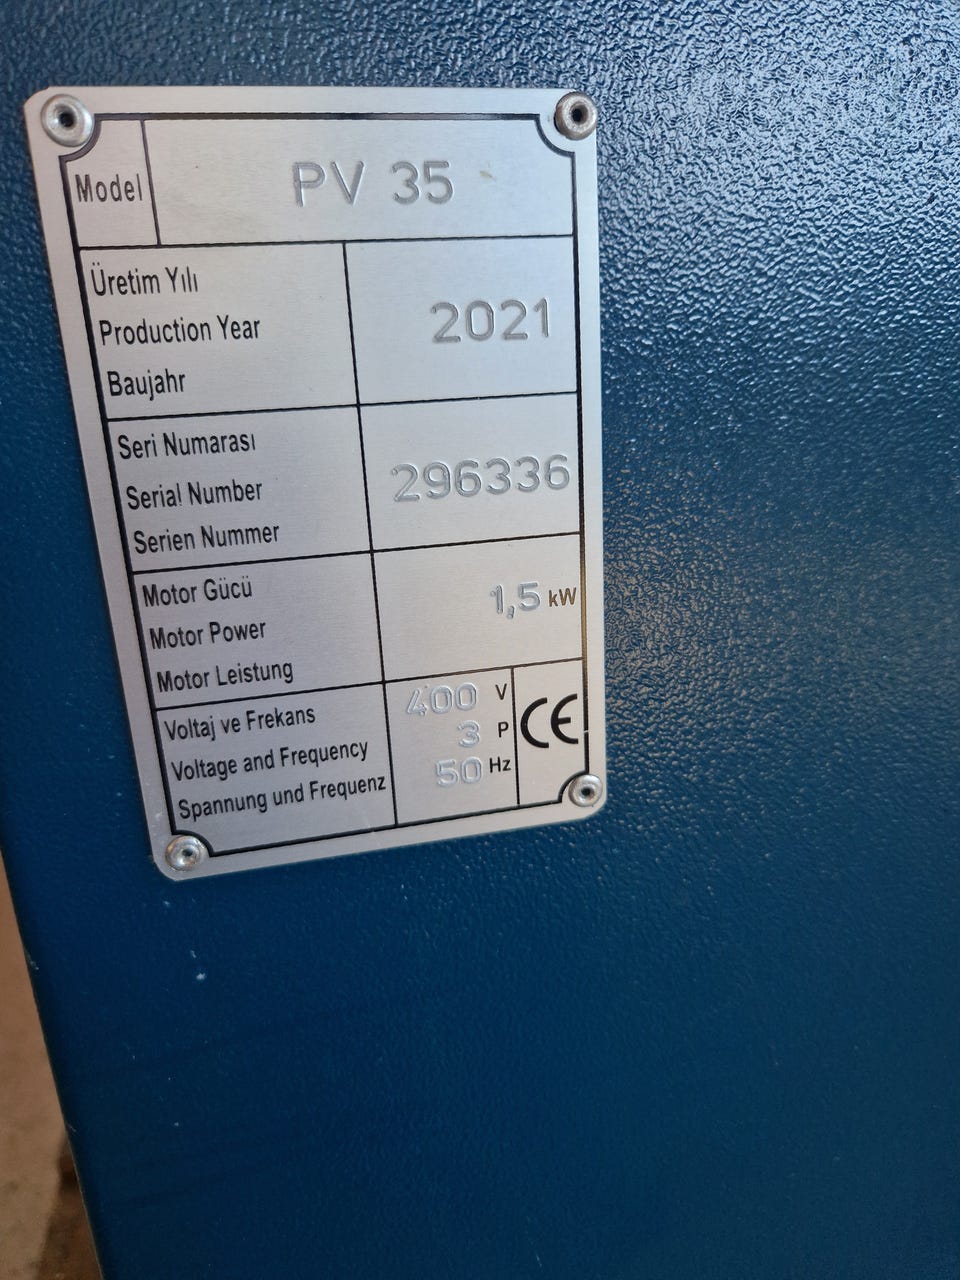 Model PV 35
Üretim Yılı
Production Year 2021
Baujahr
Seri Numarası
Serial Number 296336
Serien Nummer
Motor Gücü
Motor Power 1,5 kW
Motor Leistung
Voltaj ve Frekans 400 V
Voltage and Frequency 3 P
Spannung und Frequenz 50 Hz
CE